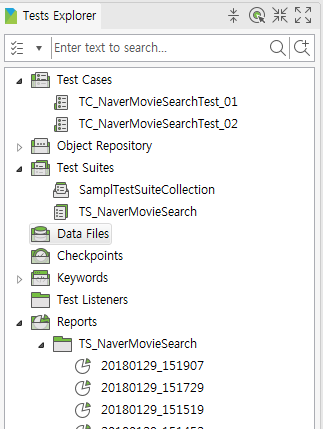 Tests Explorer
Enter text to search...
Test Cases
TC_NaverMovieSearchTest_01
TC_NaverMovieSearchTest_02
Object Repository
Test Suites
SamplTestSuiteCollection
TS_NaverMovieSearch
Data Files
Checkpoints
Keywords
Test Listeners
Reports
TS_NaverMovieSearch
20180129_151907
20180129_151729
20180129_151519